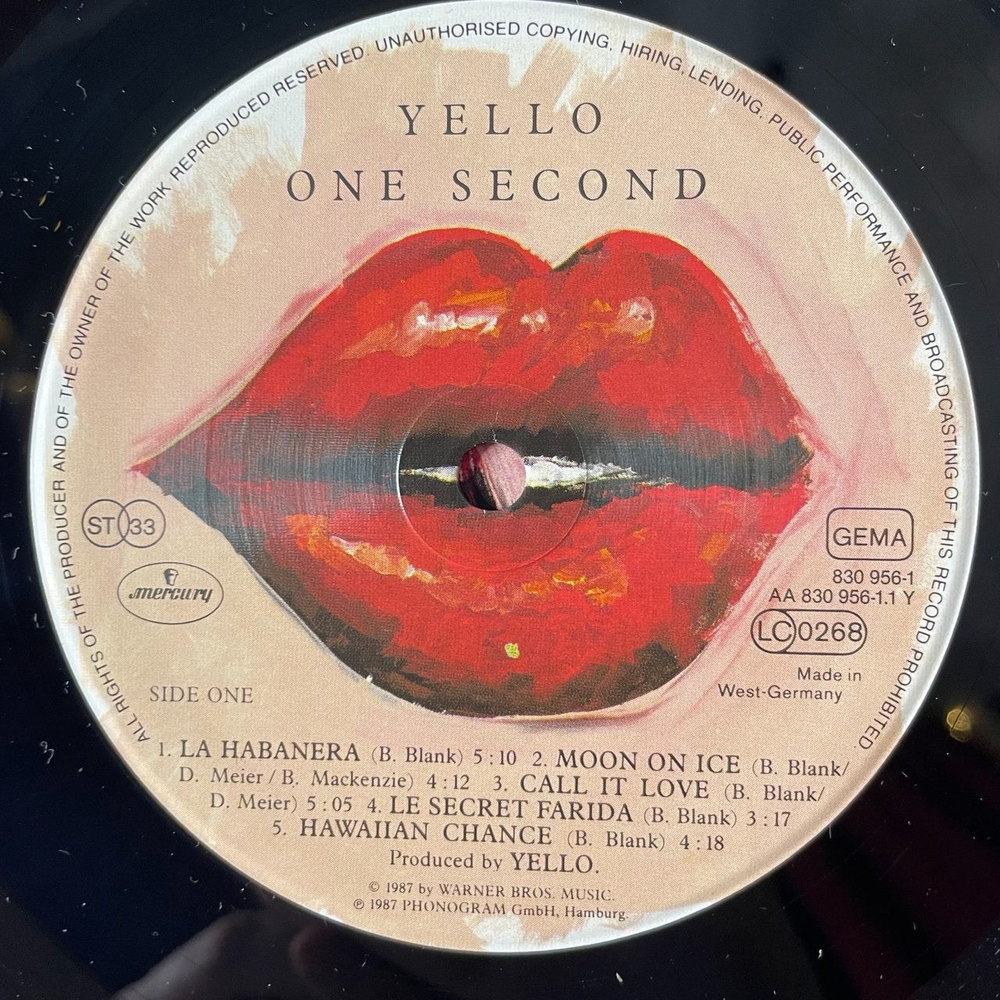 ALL RIGHTS OF THE PRODUCER AND OF THE OWNER OF THE WORK REPRODUCED RESERVED. UNAUTHORISED COPYING, HIRING, LENDING, PUBLIC PERFORMANCE AND BROADCASTING OF THIS RECORD PROHIBITED.
YELLO
ONE SECOND
ST 33
mercury
GEMA
830 956-1
AA 830 956-1.1 Y
LC 0268
Made in
West-Germany
SIDE ONE
1. LA HABANERA (B. Blank) 5:10 2. MOON ON ICE (B. Blank/
D. Meier/B. Mackenzie) 4:12 3. CALL IT LOVE (B. Blank/
D. Meier) 5:05 4. LE SECRET FARIDA (B. Blank) 3:17
5. HAWAIIAN CHANCE (B. Blank) 4:18
Produced by YELLO.
© 1987 by WARNER BROS. MUSIC.
℗ 1987 PHONOGRAM GmbH, Hamburg.